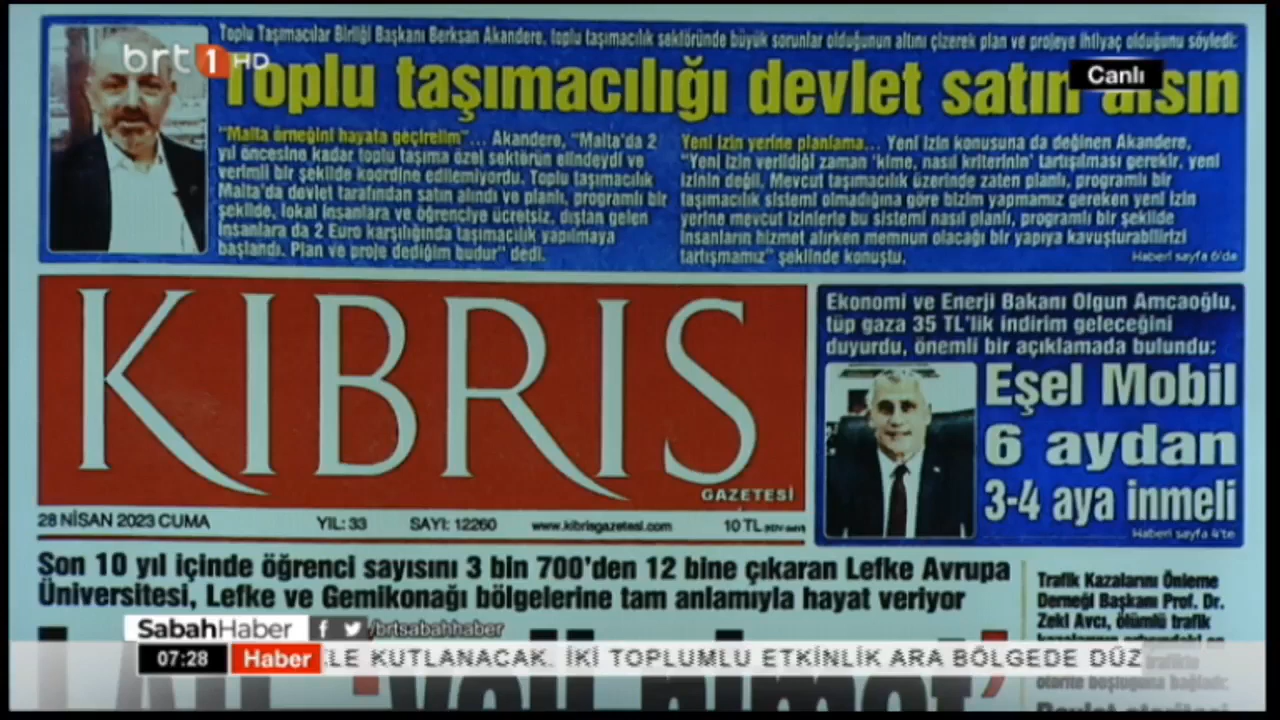 brt 1 HD
Canlı
Toplu Taşımacılar Birliği Başkanı Berksan Akandere, toplu taşımacılık sektöründe büyük sorunlar olduğunun altını çizerek plan ve projeye ihtiyaç olduğunu söyledi:
Toplu taşımacılığı devlet satın alsın
"Malta örneğini hayata geçirelim"... Akandere, "Malta'da 2
yıl öncesine kadar toplu taşıma özel sektörün elindeydi ve
verimli bir şekilde koordine edilemiyordu. Toplu taşımacılık
Malta'da devlet tarafından satın alındı ve planlı, programlı bir
şekilde, lokal insanlara ve öğrenciye ücretsiz, dıştan gelen
insanlara da 2 Euro karşılığında taşımacılık yapılmaya
başlandı. Plan ve proje dediğim budur" dedi.
Yeni izin yerine planlama... Yeni izin konusuna da değinen Akandere,
"Yeni izin verildiği zaman 'kime, nasıl kriterinin' tartışılması gerekir, yeni
izinin değil. Mevcut taşımacılık üzerinde zaten planlı, programlı bir
taşımacılık sistemi olmadığına göre bizim yapmamız gereken yeni izin
yerine mevcut izinlerle bu sistemi nasıl planlı, programlı bir şekilde
insanların hizmet alırken memnun olacağı bir yapıya kavuşturabilirizi
tartışmamız" şeklinde konuştu.
Haberi sayfa 6'da
KIBRIS
GAZETESİ
28 NİSAN 2023 CUMA YIL: 33 SAYI: 12260 www.kibrisgazetesi.com 10 TL
Ekonomi ve Enerji Bakanı Olgun Amcaoğlu,
tüp gaza 35 TL'lik indirim geleceğini
duyurdu, önemli bir açıklamada bulundu:
Eşel Mobil
6 aydan
3-4 aya inmeli
Haberi sayfa 4'te
Son 10 yıl içinde öğrenci sayısını 3 bin 700'den 12 bine çıkaran Lefke Avrupa
Üniversitesi, Lefke ve Gemikonağı bölgelerine tam anlamıyla hayat veriyor
Trafik Kazalarını Önleme
Derneği Başkanı Prof. Dr.
Zeki Avcı, ölümlü trafik
SabahHaber f /brtsabahhaber
07:28 Haber LE KUTLANACAK. İKİ TOPLUMLU ETKİNLİK ARA BÖLGEDE DÜZ